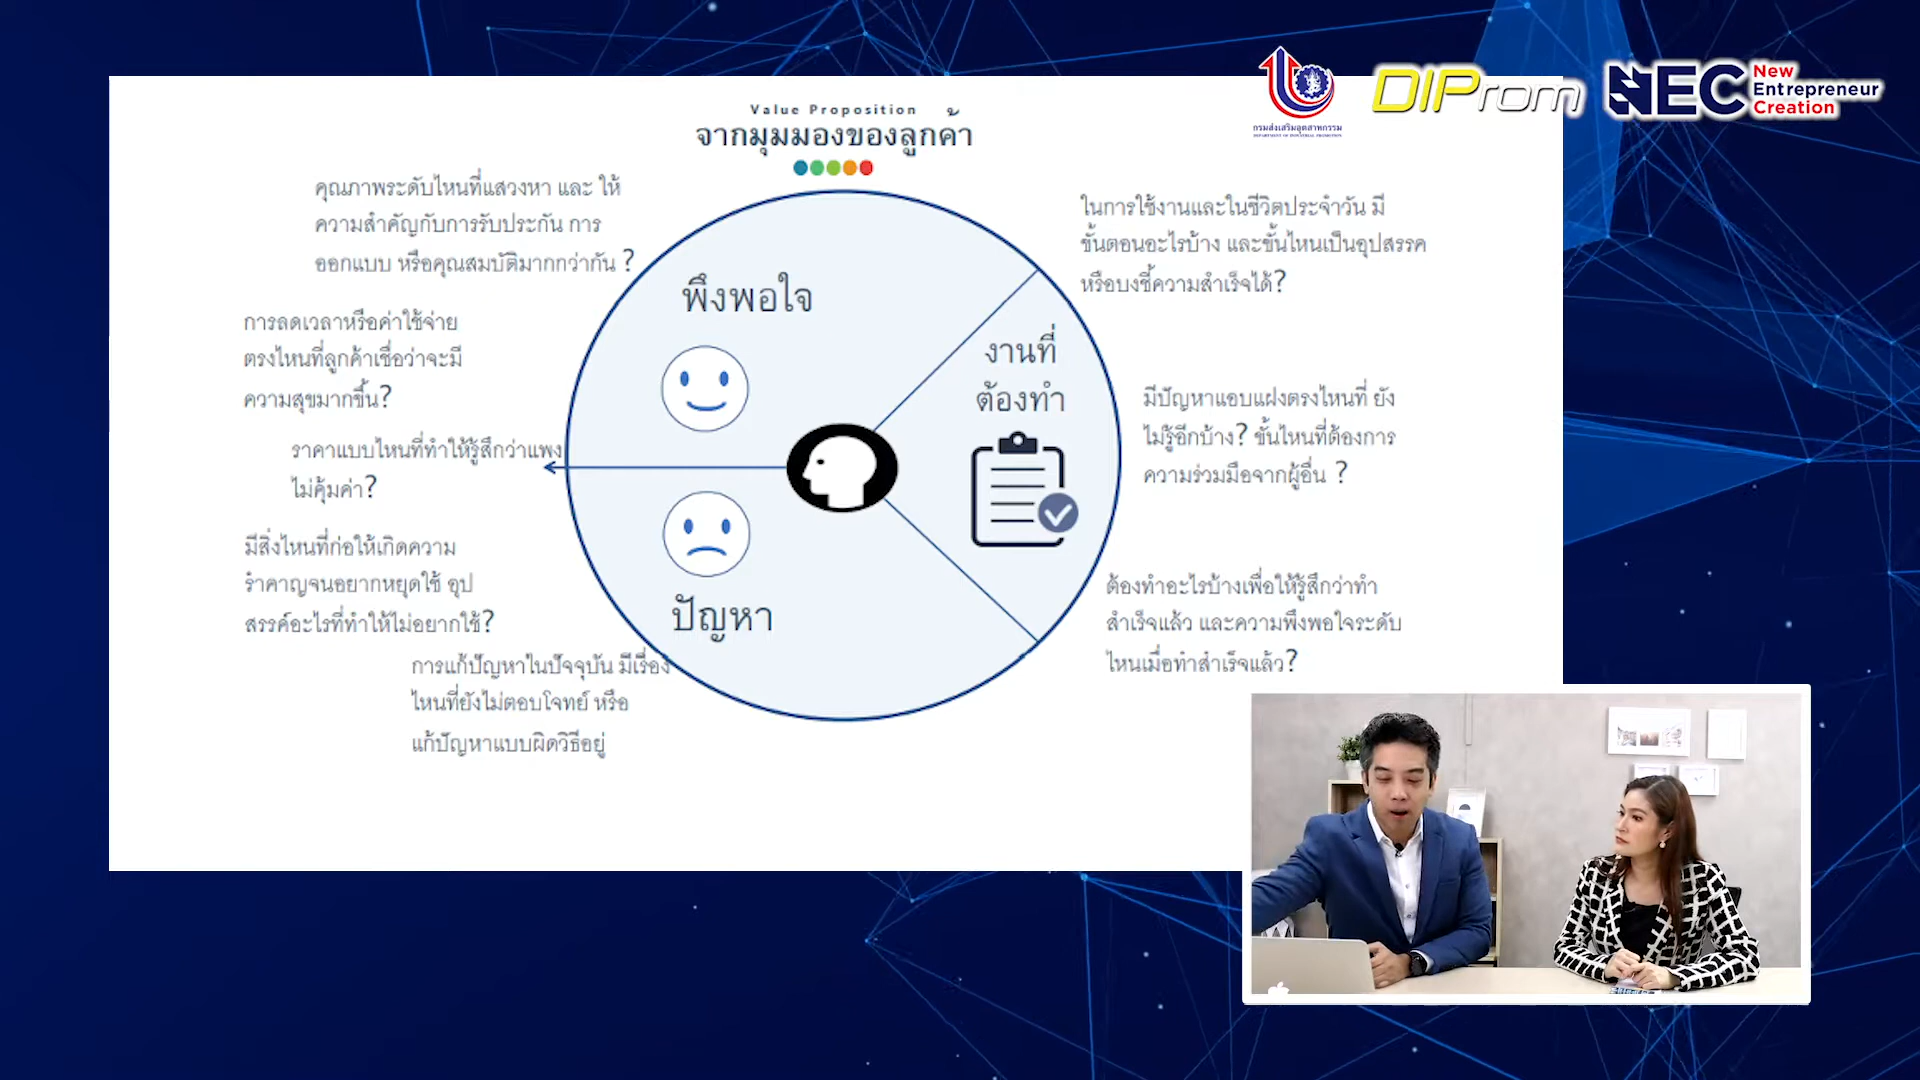 Value Proposition
จากมุมมองของลูกค้า
กรมส่งเสริมอุตสาหกรรม
DEPARTMENT OF INDUSTRIAL PROMOTION
DIProm
NEC
New
Entrepreneur
Creation
คุณภาพระดับไหนที่แสวงหา และ ให้
ความสำคัญกับการรับประกัน การ
ออกแบบ หรือคุณสมบัติมากกว่ากัน ?
การลดเวลาหรือค่าใช้จ่าย
ตรงไหนที่ลูกค้าเชื่อว่าจะมี
ความสุขมากขึ้น?
ราคาแบบไหนที่ทำให้รู้สึกว่าแพง
ไม่คุ้มค่า?
มีสิ่งไหนที่ก่อให้เกิดความ
รำคาญจนอยากหยุดใช้ อุป
สรรค์อะไรที่ทำให้ไม่อยากใช้?
การแก้ปัญหาในปัจจุบัน มีเรื่อง
ไหนที่ยังไม่ตอบโจทย์ หรือ
แก้ปัญหาแบบผิดวิธีอยู่
พึงพอใจ
ปัญหา
งานที่
ต้องทำ
ในการใช้งานและในชีวิตประจำวัน มี
ขั้นตอนอะไรบ้าง และขั้นไหนเป็นอุปสรรค
หรือบงชี้ความสำเร็จได้?
มีปัญหาแอบแฝงตรงไหนที่ ยัง
ไม่รู้อีกบ้าง? ขั้นไหนที่ต้องการ
ความร่วมมือจากผู้อื่น ?
ต้องทำอะไรบ้างเพื่อให้รู้สึกว่าทำ
สำเร็จแล้ว และความพึงพอใจระดับ
ไหนเมื่อทำสำเร็จแล้ว?